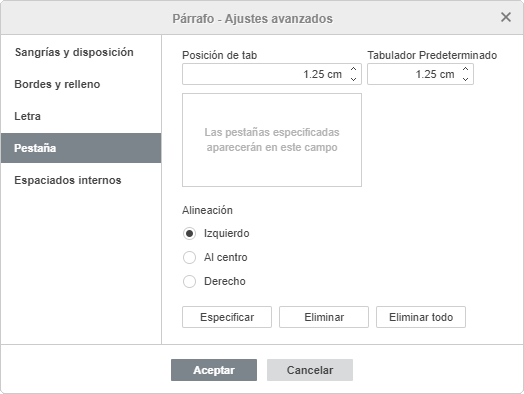 Párrafo - Ajustes avanzados
Sangrías y disposición
Bordes y relleno
Letra
Pestaña
Espaciados internos
Posición de tab
Tabulador Predeterminado
1.25 cm
1.25 cm
Las pestañas especificadas
aparecerán en este campo
Alineación
Izquierdo
Al centro
Derecho
Especificar
Eliminar
Eliminar todo
Aceptar
Cancelar